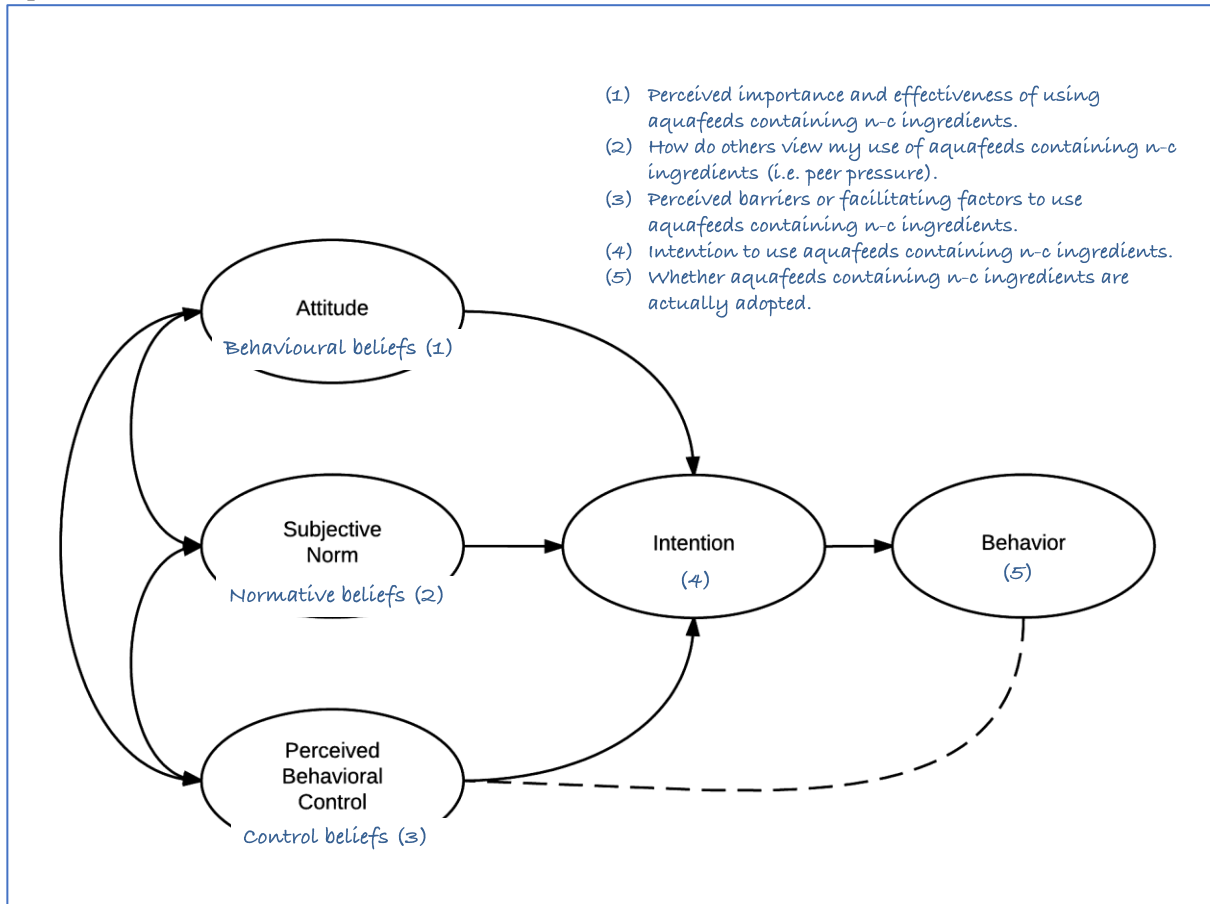 (1) Perceived importance and effectiveness of using
aquafeeds containing n-c ingredients.
(2) How do others view my use of aquafeeds containing n-c
ingredients (i.e. peer pressure).
(3) Perceived barriers or facilitating factors to use
aquafeeds containing n-c ingredients.
(4) Intention to use aquafeeds containing n-c ingredients.
(5) Whether aquafeeds containing n-c ingredients are
actually adopted.
Attitude
Behavioural beliefs (1)
Subjective
Norm
Normative beliefs (2)
Intention
(4)
Behavior
(5)
Perceived
Behavioral
Control
Control beliefs (3)